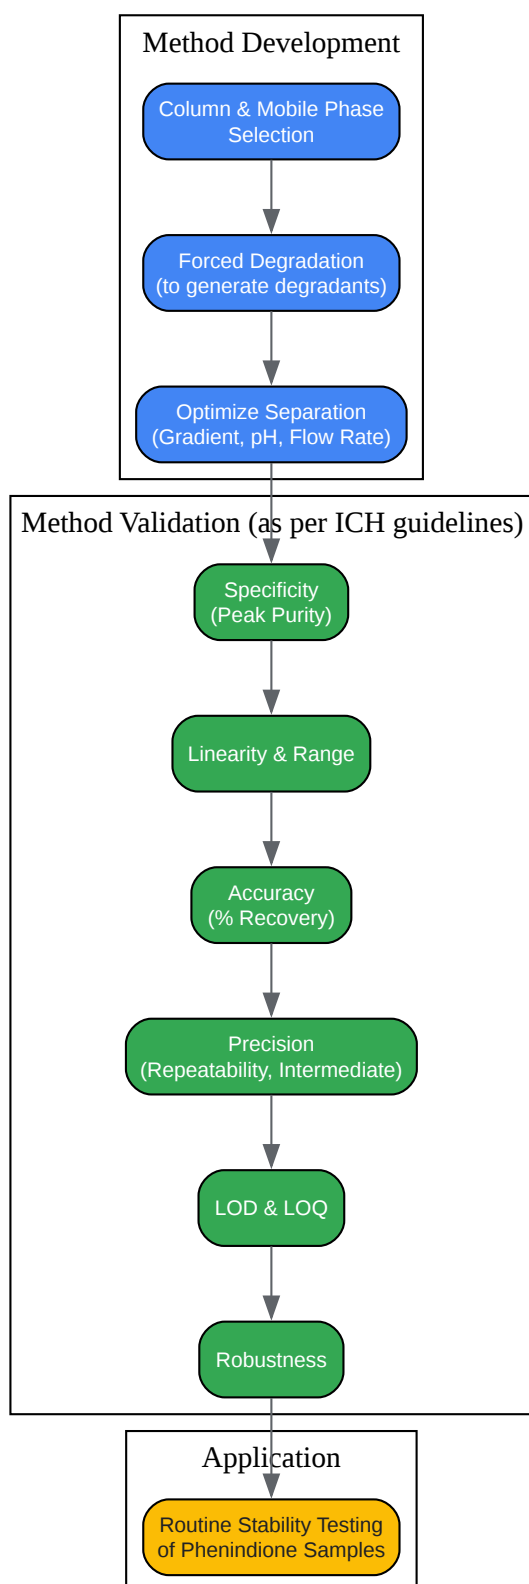 Method Development
Column & Mobile Phase
Selection
Forced Degradation
(to generate degradants)
Optimize Separation
(Gradient, pH, Flow Rate)
Method Validation (as per ICH guidelines)
Specificity
(Peak Purity)
Linearity & Range
Accuracy
(% Recovery)
Precision
(Repeatability, Intermediate)
LOD & LOQ
Robustness
Application
Routine Stability Testing
of Phenindione Samples